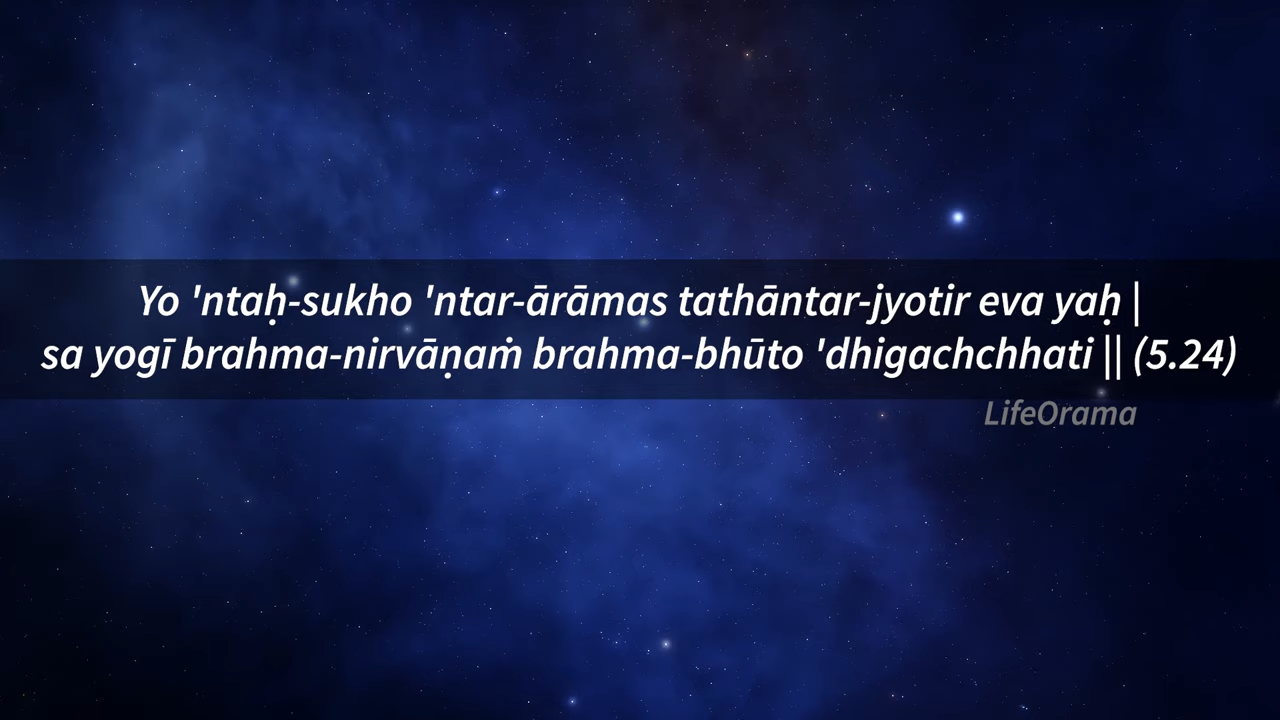 Yo 'ntaḥ-sukho 'ntar-ārāmas tathāntar-jyotir eva yaḥ |
sa yogī brahma-nirvāṇaṁ brahma-bhūto 'dhigachchhati || (5.24)
LifeOrama